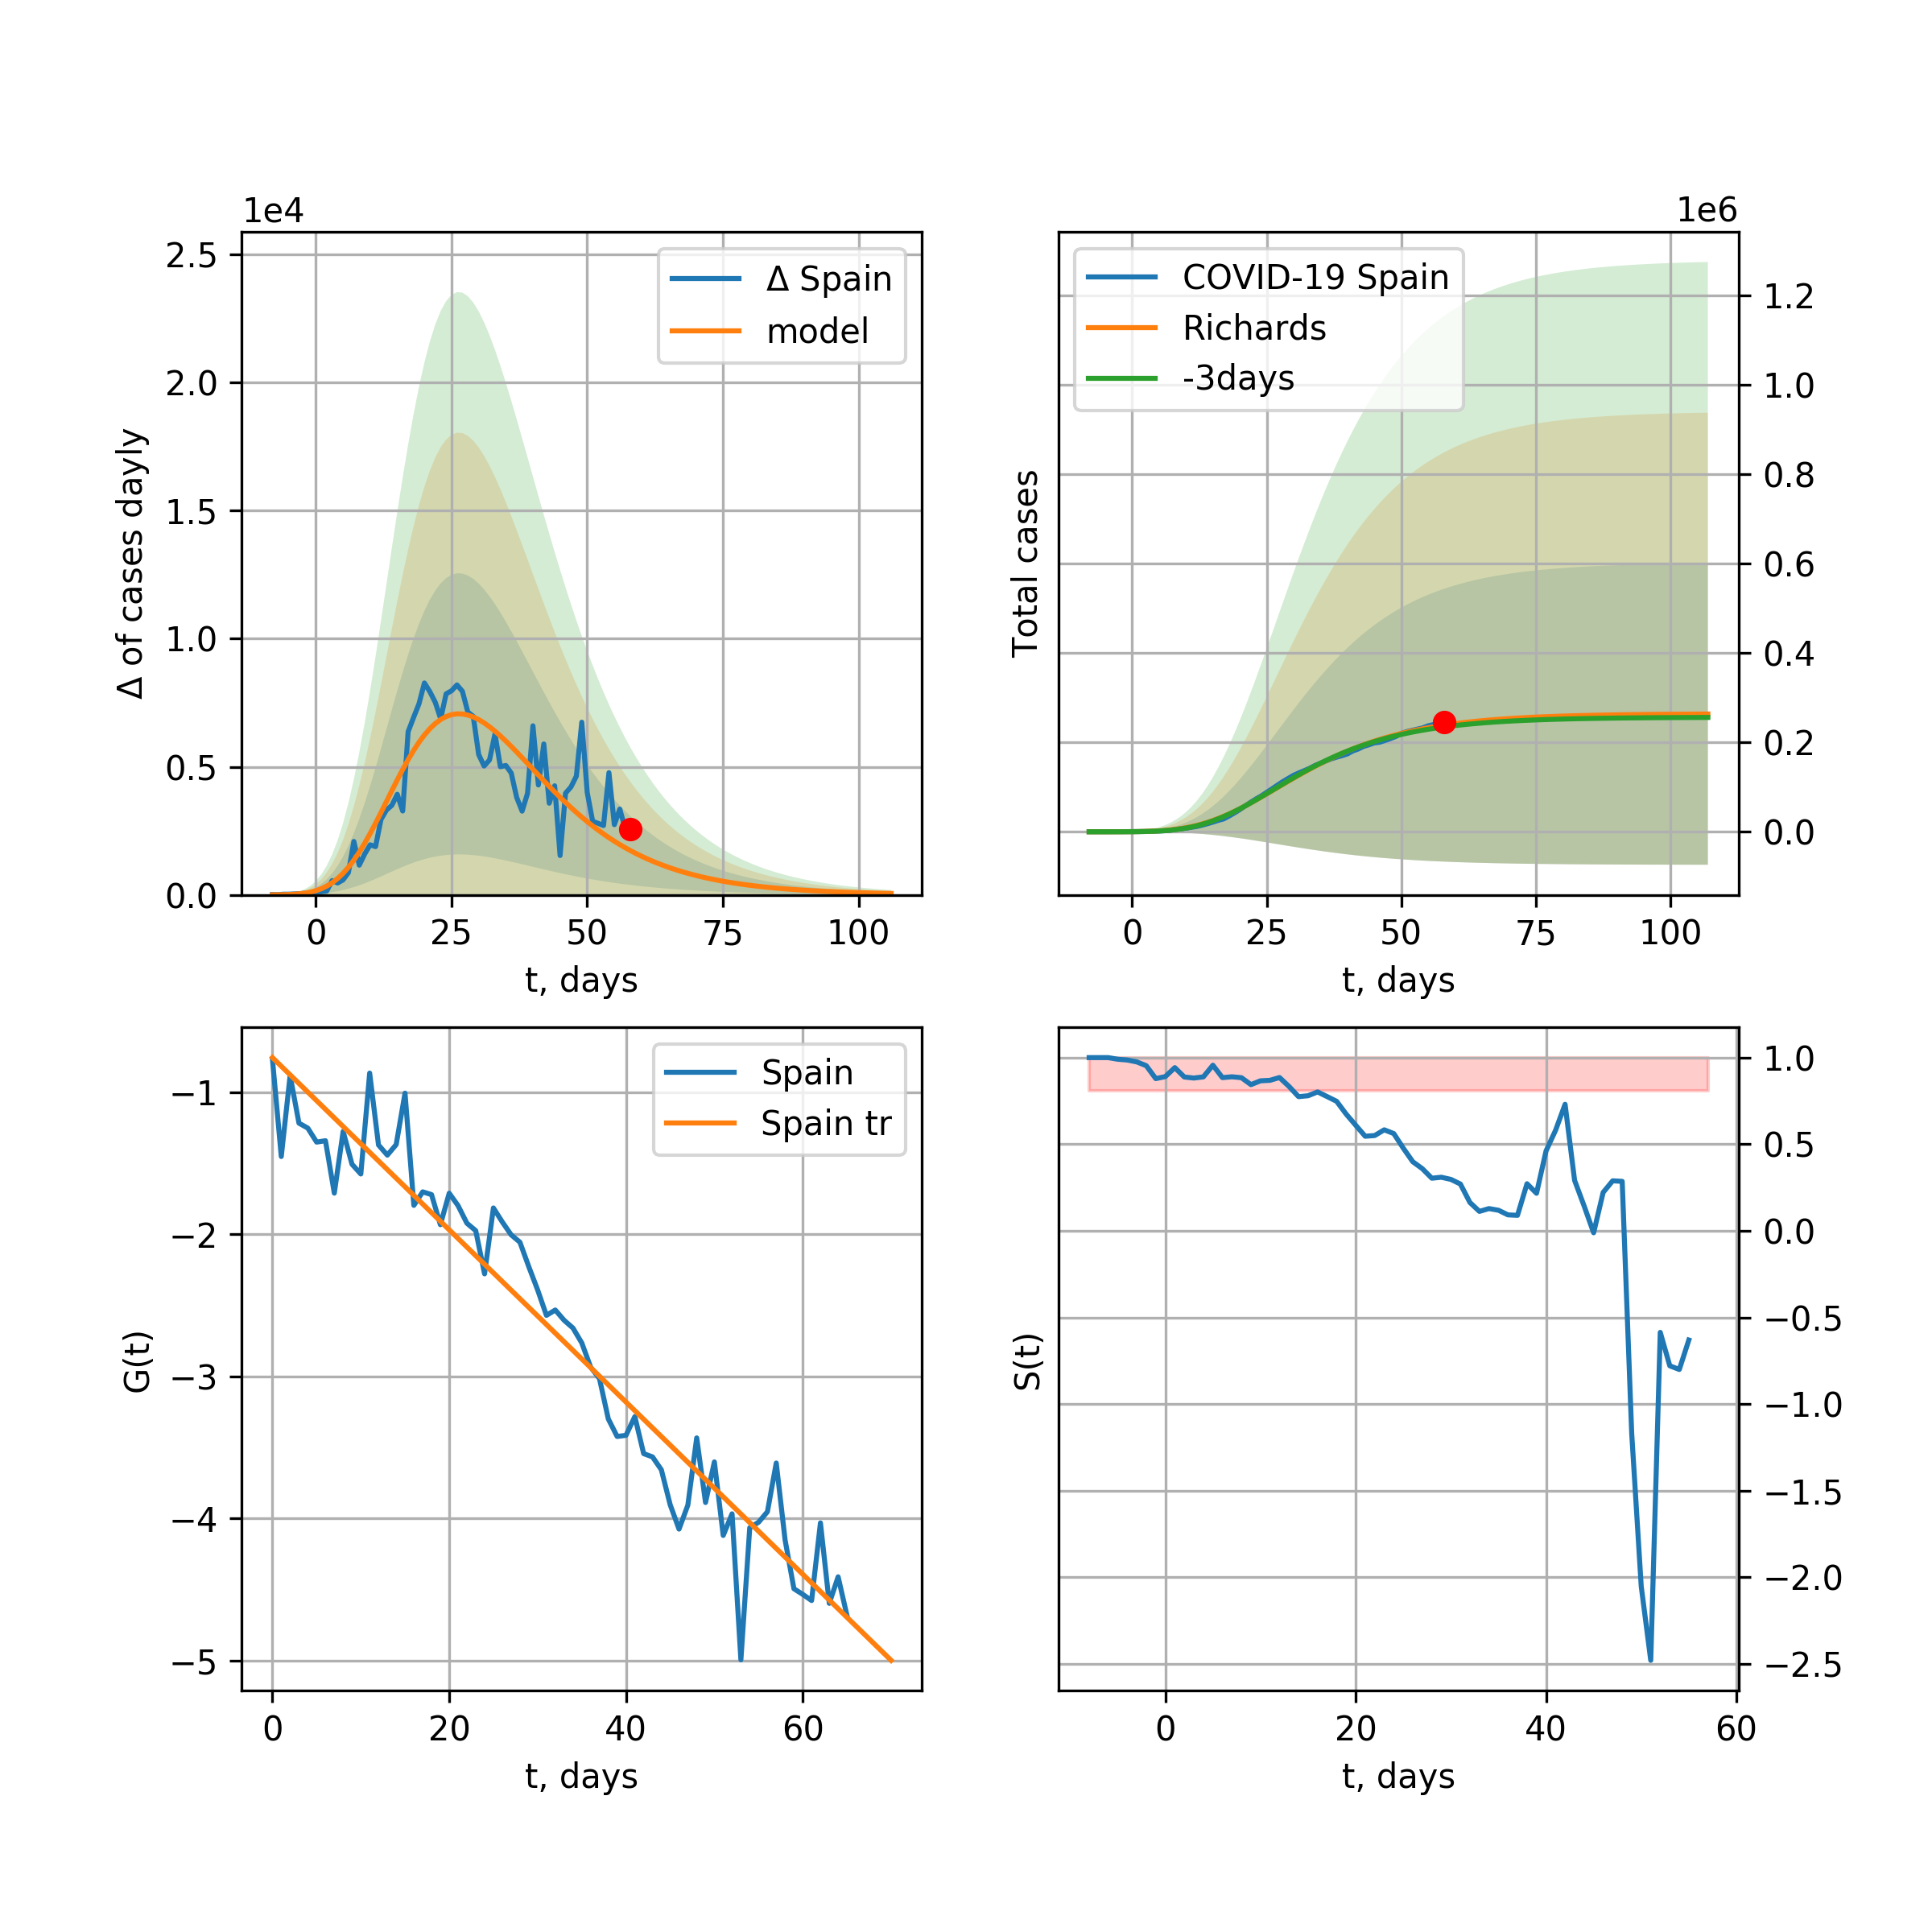 1e4
2.5
2.0
1.5
1.0
0.5
0.0
Δ of cases dayly
Δ Spain
model
0 25 50 75 100
t, days
1e6
COVID-19 Spain
Richards
-3days
Total cases
1.2
1.0
0.8
0.6
0.4
0.2
0.0
0 25 50 75 100
t, days
−1
−2
−3
−4
−5
G(t)
Spain
Spain tr
0 20 40 60
t, days
S(t)
1.0
0.5
0.0
−0.5
−1.0
−1.5
−2.0
−2.5
0 20 40 60
t, days